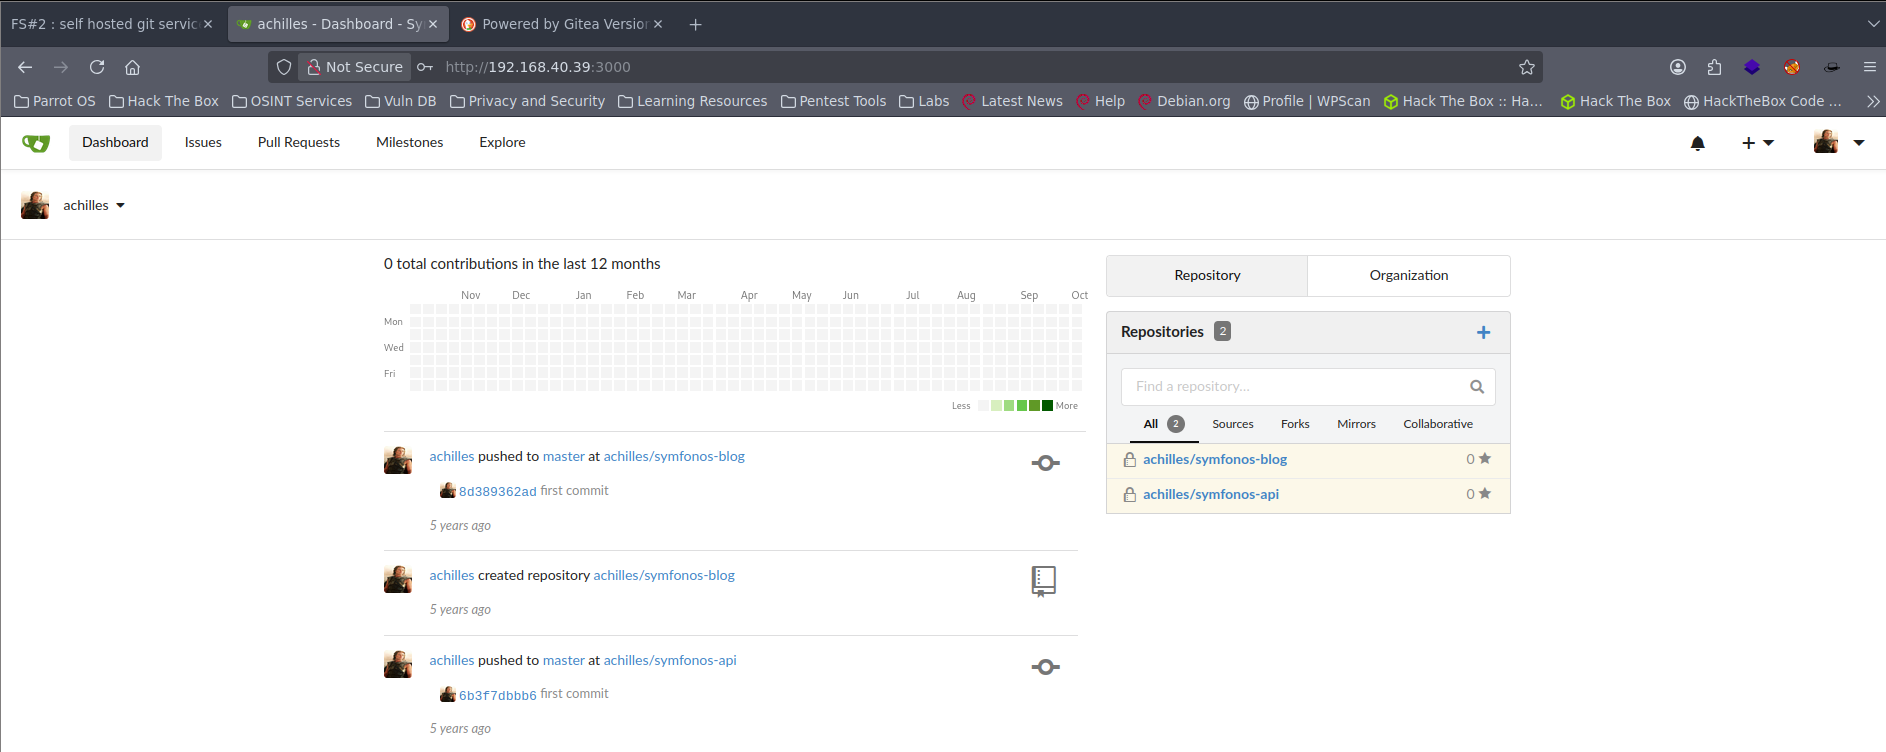 FS#2 : self hosted git servic
achilles - Dashboard - Sy
Powered by Gitea Version
Not Secure
http://192.168.40.39:3000
Parrot OS
Hack The Box
OSINT Services
Vuln DB
Privacy and Security
Learning Resources
Pentest Tools
Labs
Latest News
Help
Debian.org
Profile | WPScan
Hack The Box :: Ha...
Hack The Box
HackTheBox Code ...
Dashboard
Issues
Pull Requests
Milestones
Explore
achilles
0 total contributions in the last 12 months
Nov Dec Jan Feb Mar Apr May Jun Jul Aug Sep Oct
Mon
Wed
Fri
Less
More
achilles pushed to master at achilles/symfonos-blog
8d389362ad first commit
5 years ago
achilles created repository achilles/symfonos-blog
5 years ago
achilles pushed to master at achilles/symfonos-api
6b3f7dbbb6 first commit
5 years ago
Repository
Organization
Repositories 2
Find a repository...
All 2
Sources
Forks
Mirrors
Collaborative
achilles/symfonos-blog 0
achilles/symfonos-api 0